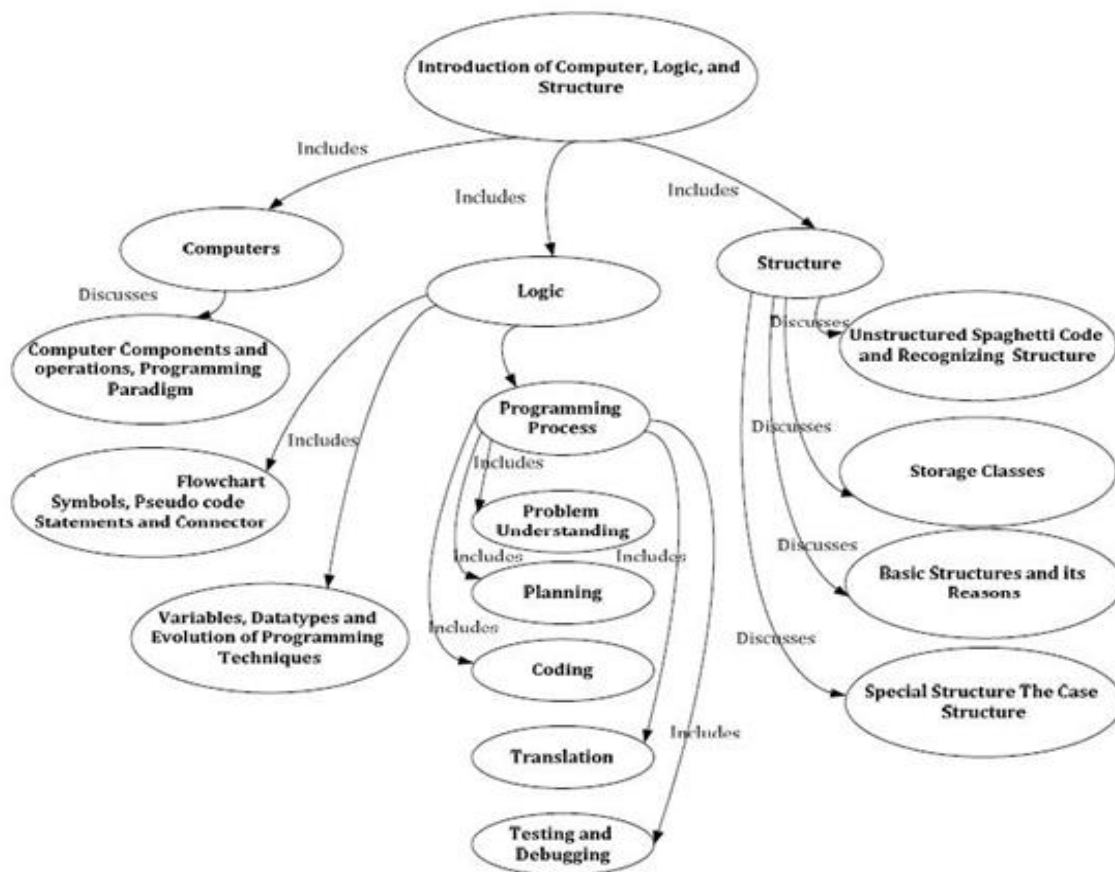 Introduction of Computer, Logic, and
Structure
Includes
Includes
Includes
Computers
Structure
Logic
Discusses
Discusses
Unstructured Spaghetti Code
and Recognizing Structure
Computer Components and
operations, Programming
Paradigm
Programming
Process
Includes
Includes
Discusses
Storage Classes
Flowchart
Symbols, Pseudo code
Statements and Connector
Problem
Understanding
Includes
Includes
Discusses
Basic Structures and its
Reasons
Planning
Variables, Datatypes and
Evolution of Programming
Techniques
Includes
Discusses
Coding
Special Structure The Case
Structure
Includes
Translation
Testing and
Debugging